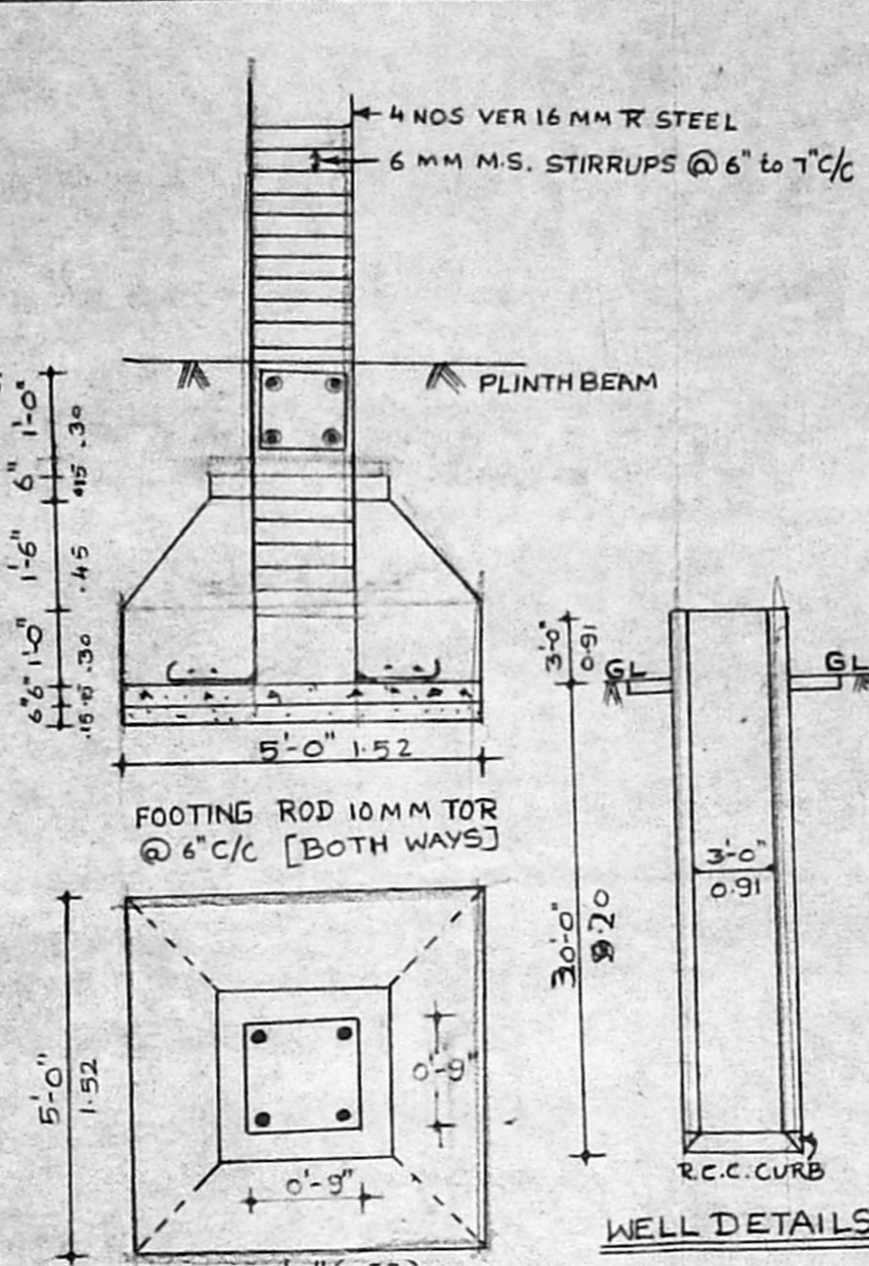 4 NOS VER 16 MM R STEEL
6 MM M.S. STIRRUPS @ 6" to 7" C/C
PLINTH BEAM
1'-0"
.30
6"
.15
1'-6"
.45
1'-0"
.30
6"
6"
.15
.15
5'-0" 1.52
FOOTING ROD 10 MM TOR
@ 6" C/C [BOTH WAYS]
5'-0"
1.52
0'-9"
0'-9"
3'-0"
0.91
GL
GL
3'-0"
0.91
30'-0"
9.20
R.C.C. CURB
WELL DETAILS